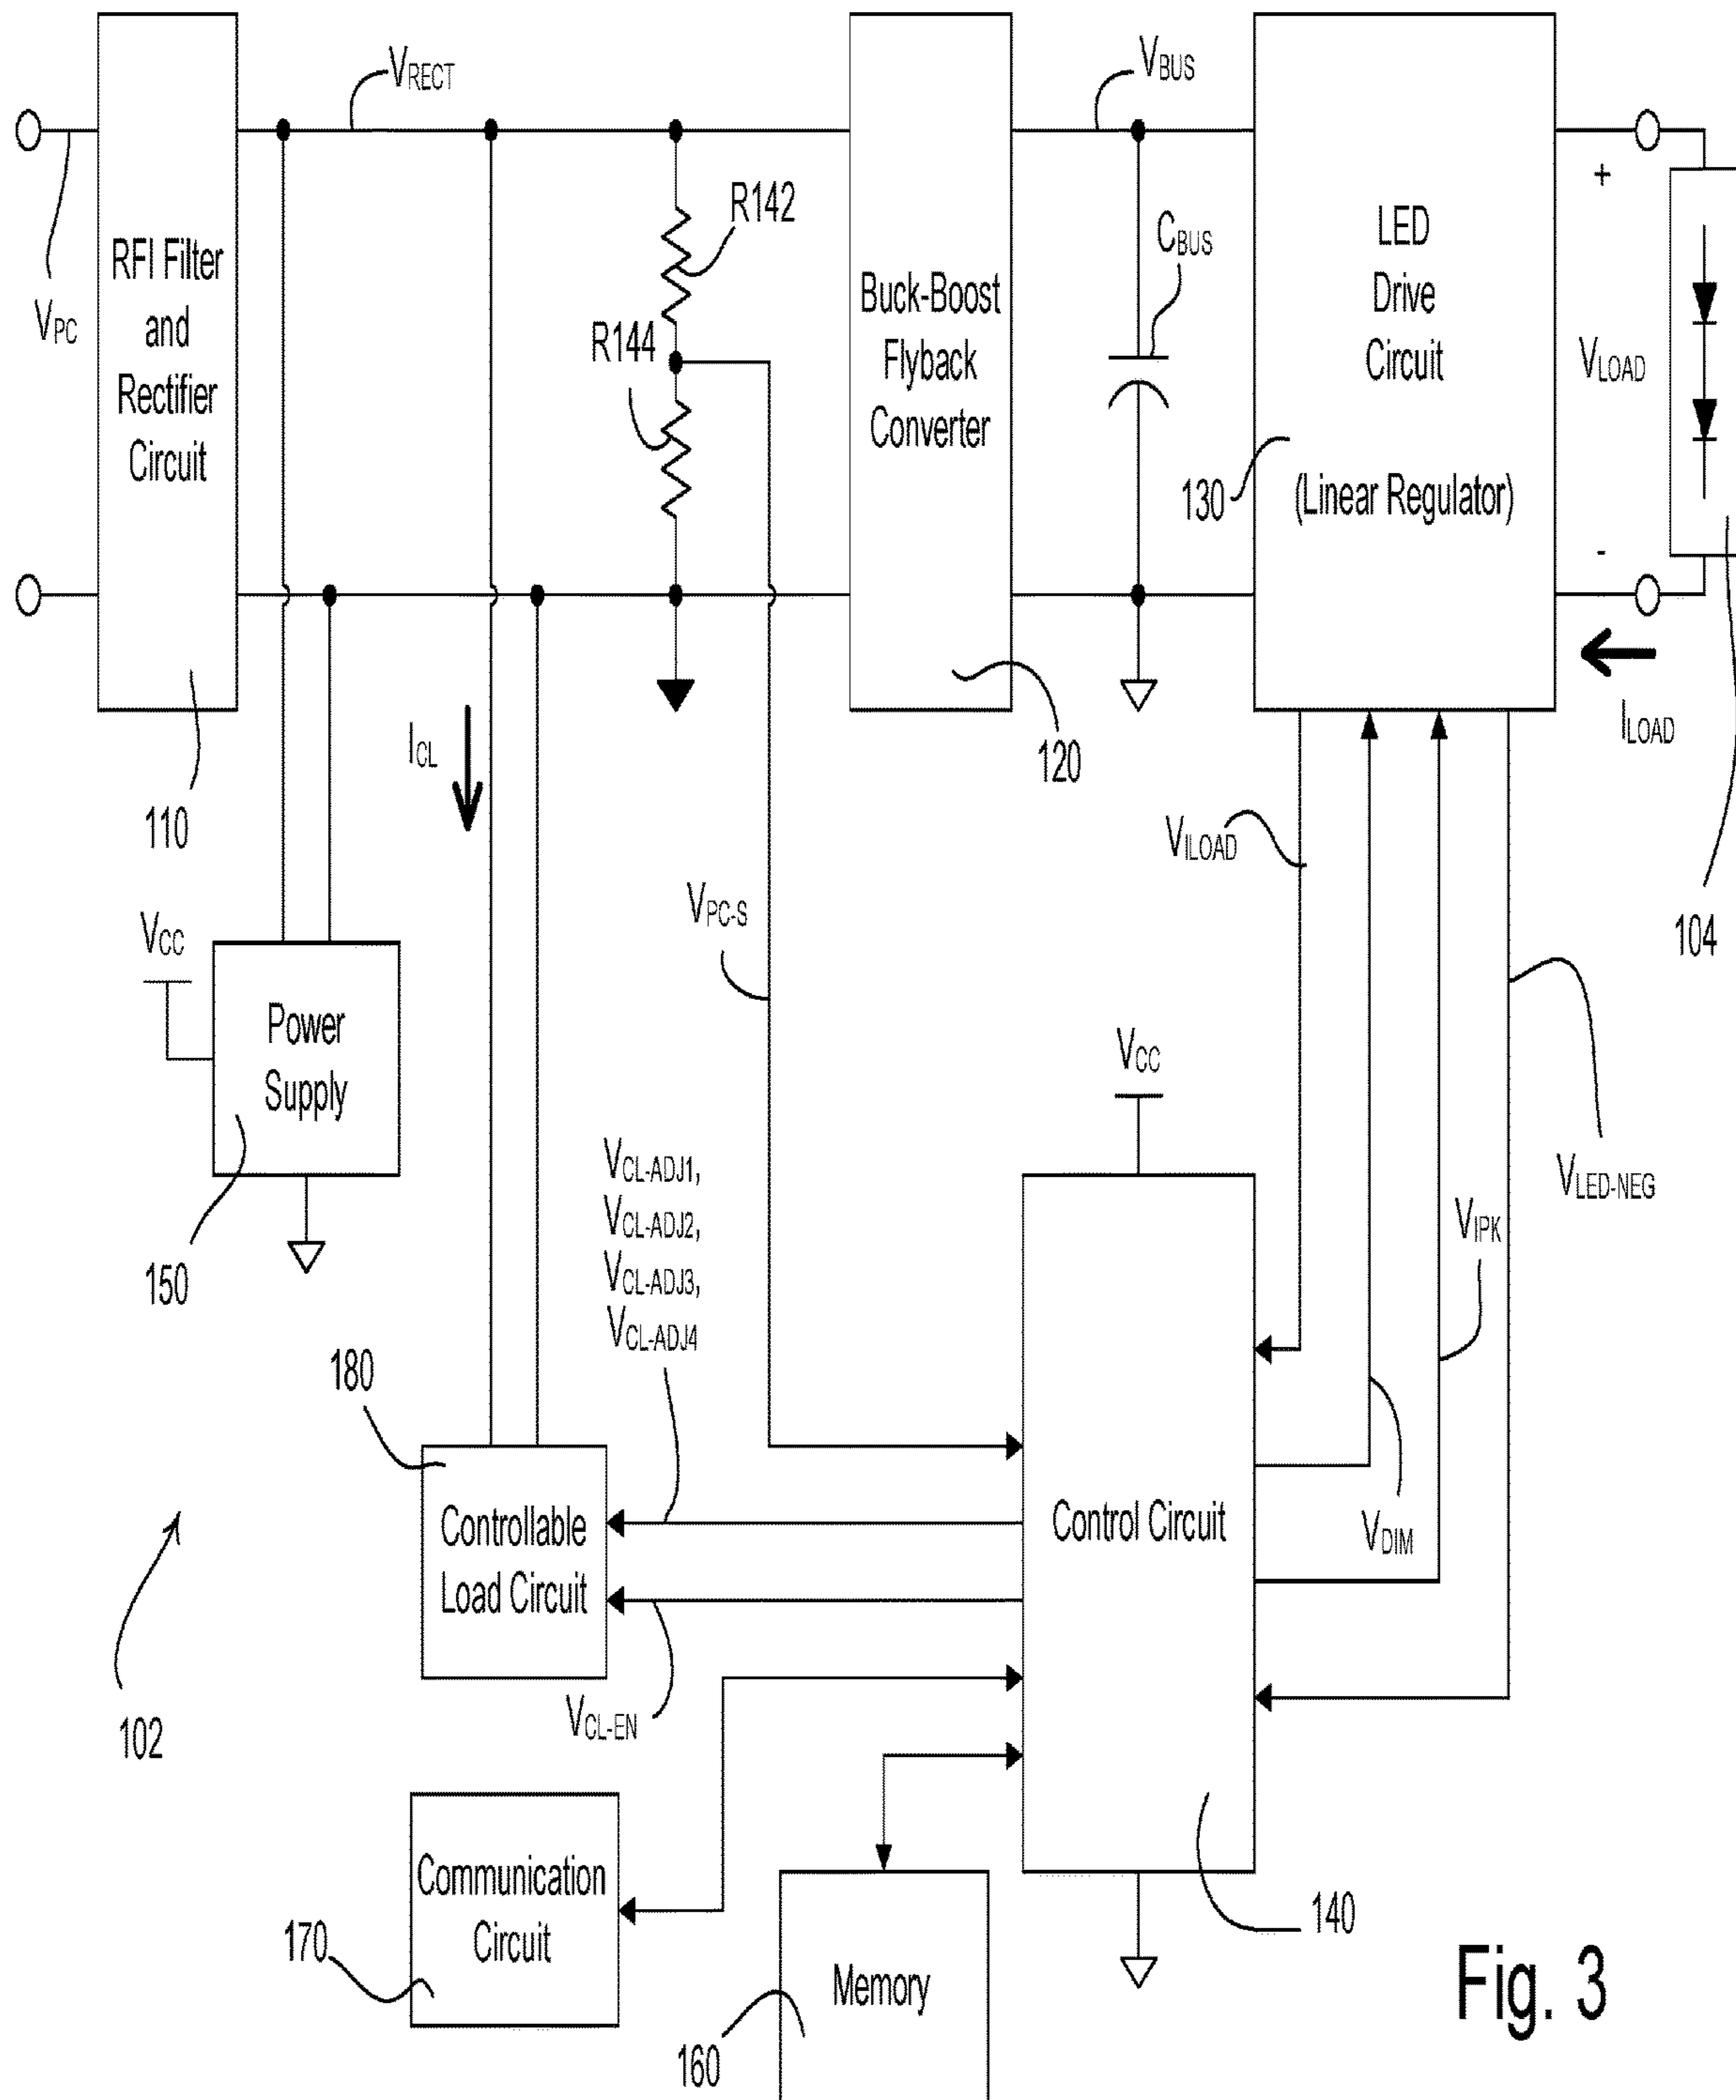 VRECT
VBUS
VPC
RFI Filter
and
Rectifier
Circuit
R142
R144
Buck-Boost
Flyback
Converter
CBUS
LED
Drive
Circuit
(Linear Regulator)
130
+
VLOAD
-
ILOAD
110
ICL
120
VILOAD
104
VPC-S
VCC
Power
Supply
150
VCC
VCL-ADJ1,
VCL-ADJ2,
VCL-ADJ3,
VCL-ADJ4
VLED-NEG
VIPK
180
Controllable
Load Circuit
Control Circuit
VDIM
VCL-EN
102
Communication
Circuit
170
Memory
160
140
Fig. 3